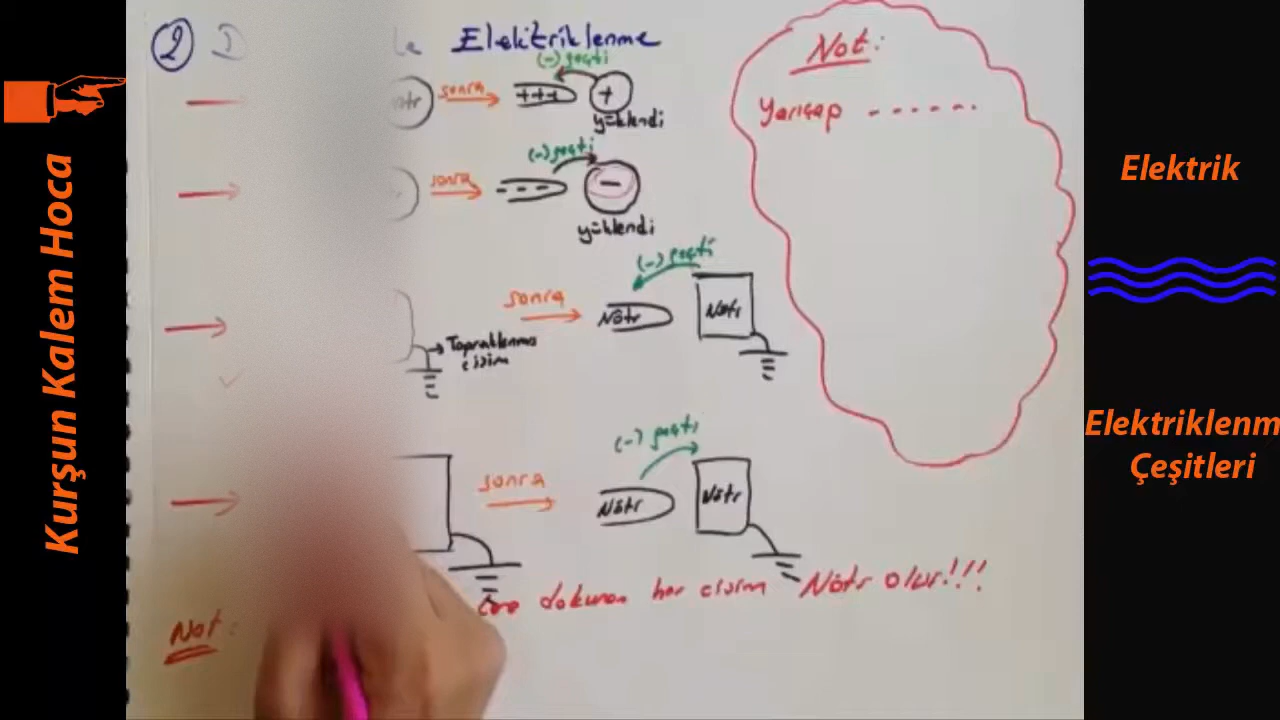 Kurşun Kalem Hoca
2 Elektriklenme
sonra +++ (-) geçti +
yüklendi
sonra --- (-) geçti -
yüklendi
Topraklanmış
cisim
sonra Nötr (-) geçti Nötr
sonra Nötr (-) geçti Nötr
Not: dokunan her cisim Nötr olur!!!
Not:
Yarıçap ------
Elektrik
Elektriklenm
Çeşitleri